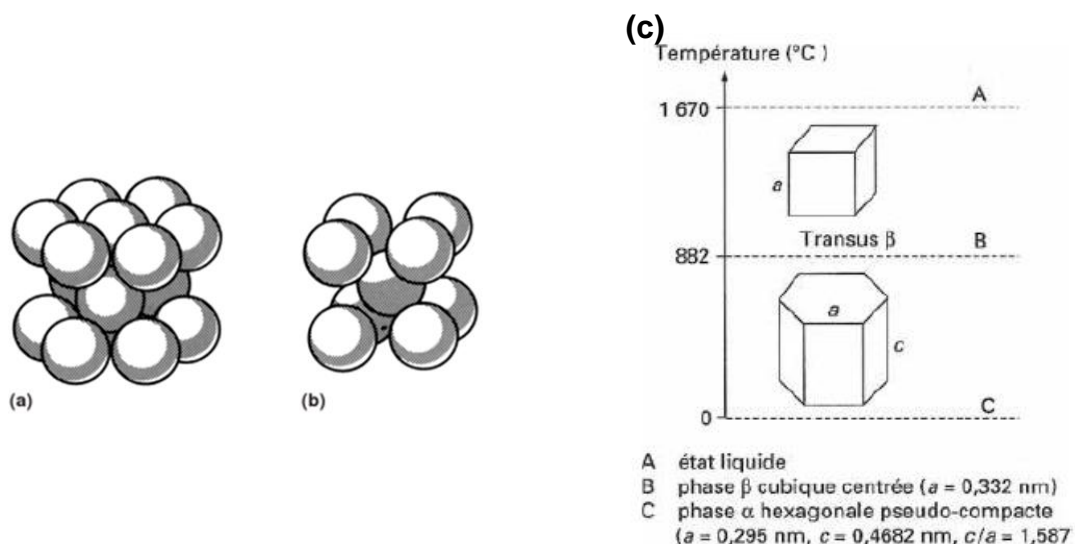 (c)
Température (°C )
A
1 670
a
Transus β
B
882
a
c
C
0
(a)
(b)
A état liquide
B phase β cubique centrée (a = 0,332 nm)
C phase α hexagonale pseudo-compacte
(a = 0,295 nm, c = 0,4682 nm, c/a = 1,587